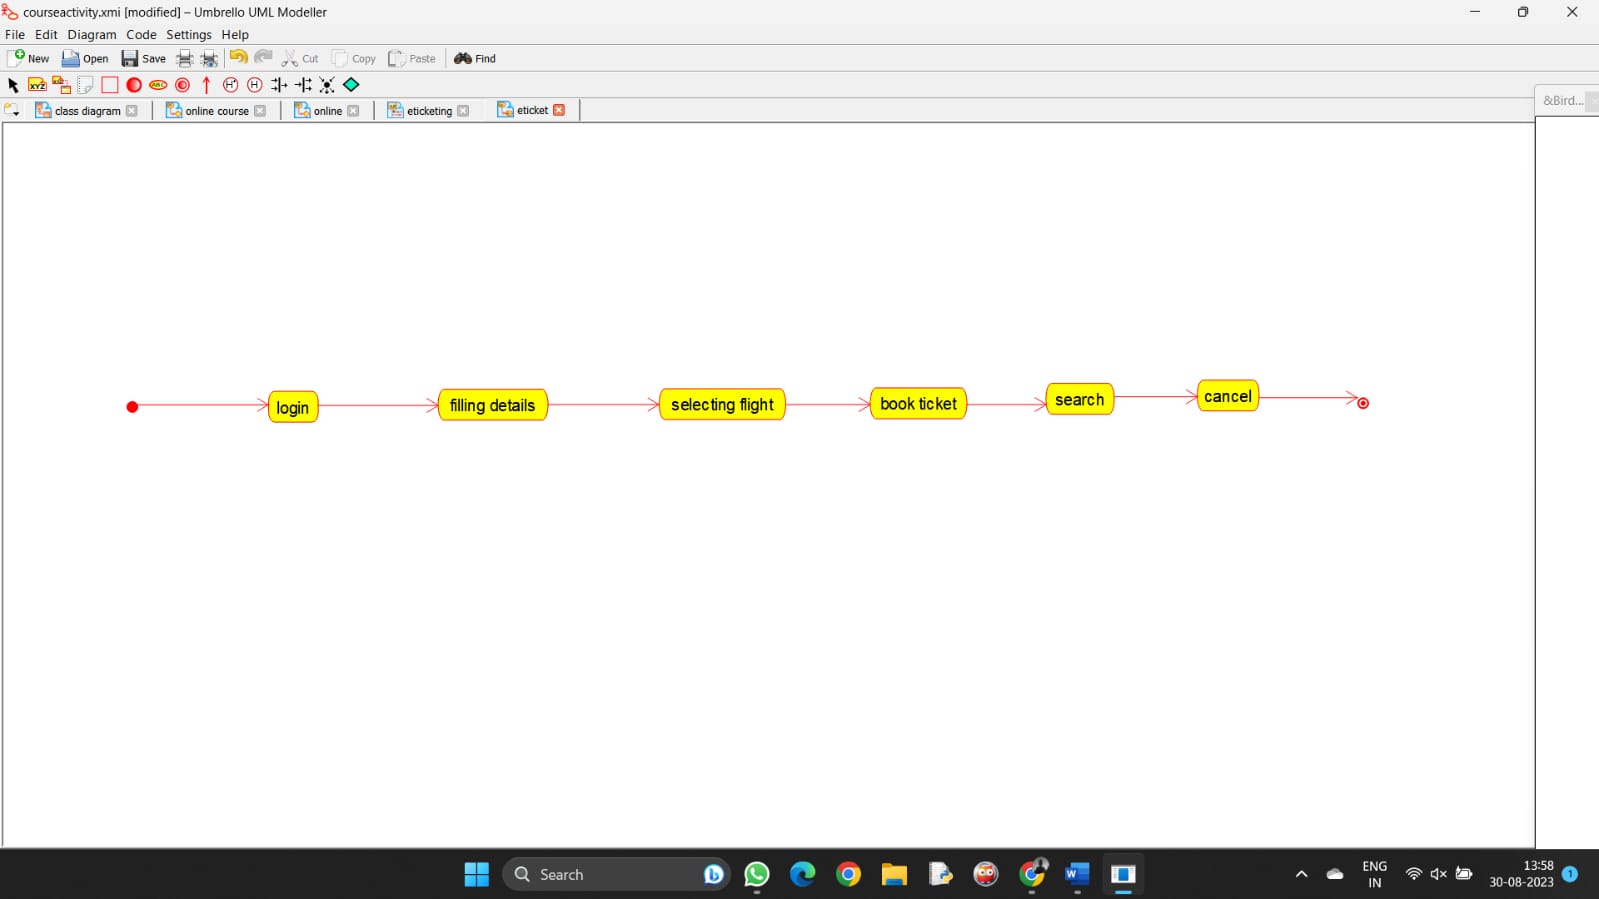 courseactivity.xmi [modified] – Umbrello UML Modeller
File Edit Diagram Code Settings Help
New Open Save Cut Copy Paste Find
XYZ ABC H* H
class diagram online course online eticketing eticket
&Bird...
login filling details selecting flight book ticket search cancel
Search
ENG
IN
13:58
30-08-2023
1